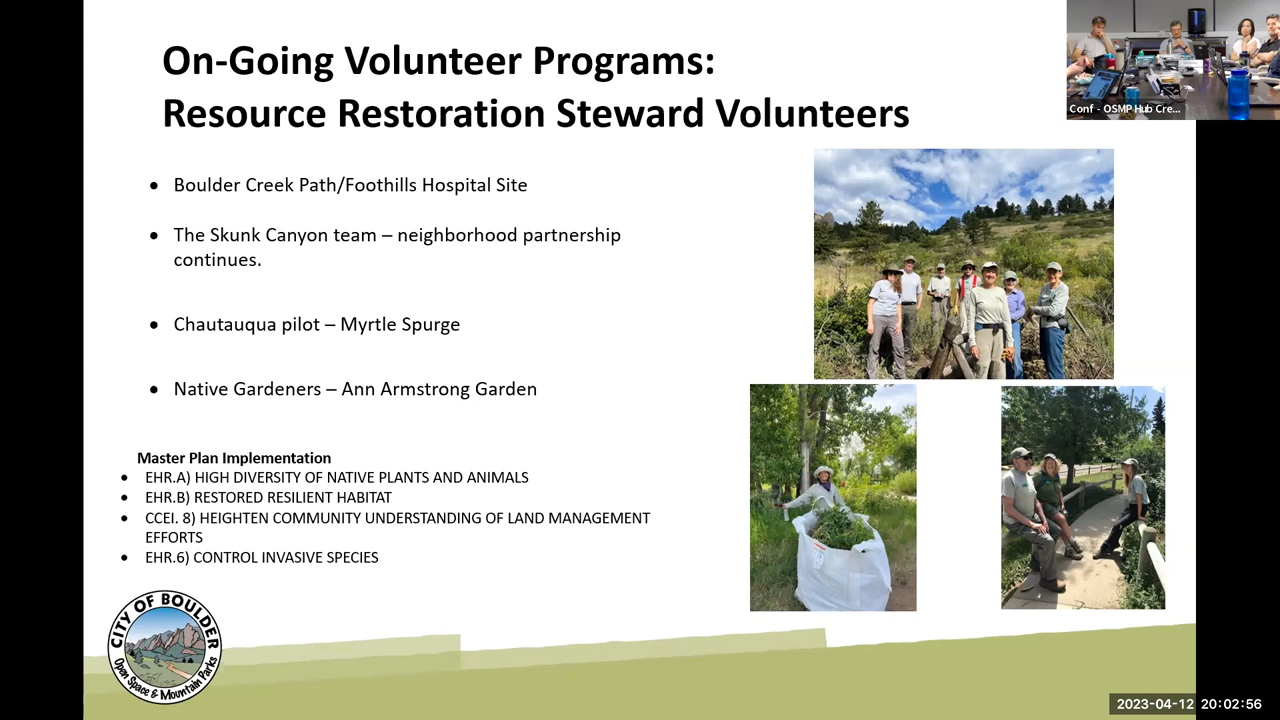 On-Going Volunteer Programs:
Resource Restoration Steward Volunteers
Conf - OSMP Hub Cre...
• Boulder Creek Path/Foothills Hospital Site
• The Skunk Canyon team – neighborhood partnership
continues.
• Chautauqua pilot – Myrtle Spurge
• Native Gardeners – Ann Armstrong Garden
Master Plan Implementation
• EHR.A) HIGH DIVERSITY OF NATIVE PLANTS AND ANIMALS
• EHR.B) RESTORED RESILIENT HABITAT
• CCEI. 8) HEIGHTEN COMMUNITY UNDERSTANDING OF LAND MANAGEMENT
EFFORTS
• EHR.6) CONTROL INVASIVE SPECIES
CITY OF BOULDER
Open Space & Mountain Parks
2023-04-12 20:02:56